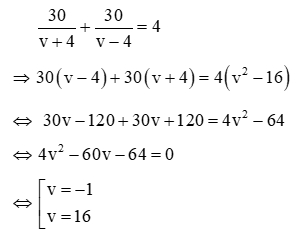 30/(v+4) + 30/(v−4) = 4
⇒ 30(v−4)+30(v+4) = 4(v²−16)
⇔ 30v−120+30v+120 = 4v²−64
⇔ 4v²−60v−64 = 0
⇔ [ v = −1
v = 16